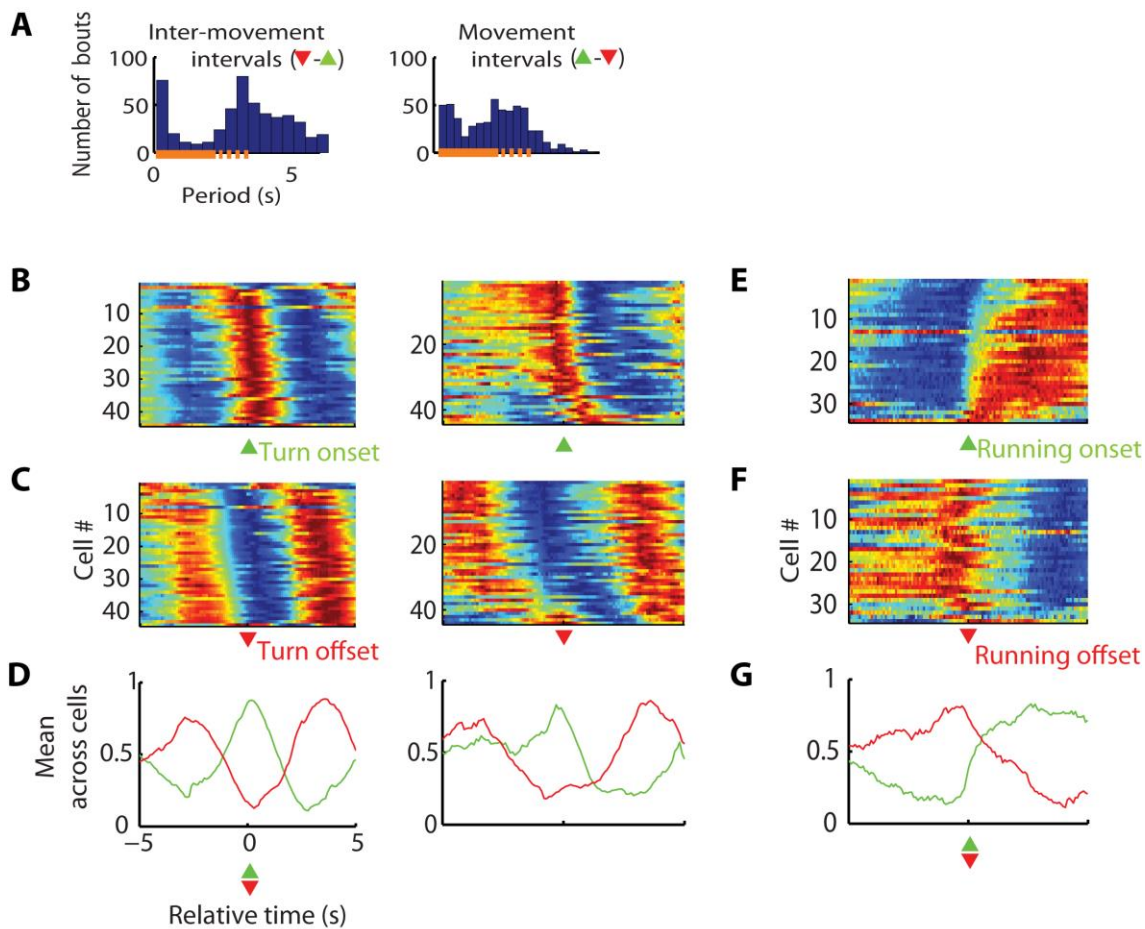 A
Inter-movement
intervals (▼-▲)
Movement
intervals (▲-▼)
Number of bouts
100
50
0
0
5
Period (s)
100
50
0
B
10
20
30
40
▲Turn onset
20
40
▲
E
10
20
30
▲Running onset
C
Cell #
10
20
30
40
▼Turn offset
20
40
▼
F
Cell #
10
20
30
▼
Running offset
D
Mean
across cells
1
0.5
0
−5
0
5
Relative time (s)
1
0.5
0
G
1
0.5
0